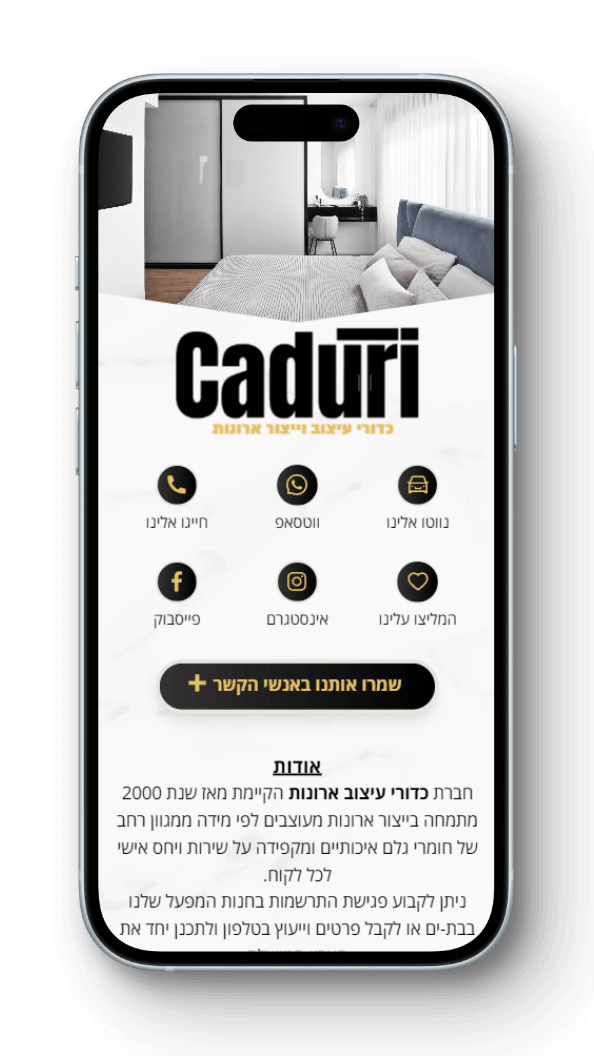 Caduri
כדורי עיצוב וייצור ארונות
נווטו אלינו
ווטסאפ
חייגו אלינו
המליצו עלינו
אינסטגרם
פייסבוק
שמרו אותנו באנשי הקשר +
אודות
חברת כדורי עיצוב ארונות הקיימת מאז שנת 2000
מתמחה בייצור ארונות מעוצבים לפי מידה ממגוון רחב
של חומרי גלם איכותיים ומקפידה על שירות ויחס אישי
לכל לקוח.
ניתן לקבוע פגישת התרשמות בחנות המפעל שלנו
בבת-ים או לקבל פרטים וייעוץ בטלפון ולתכנן יחד את